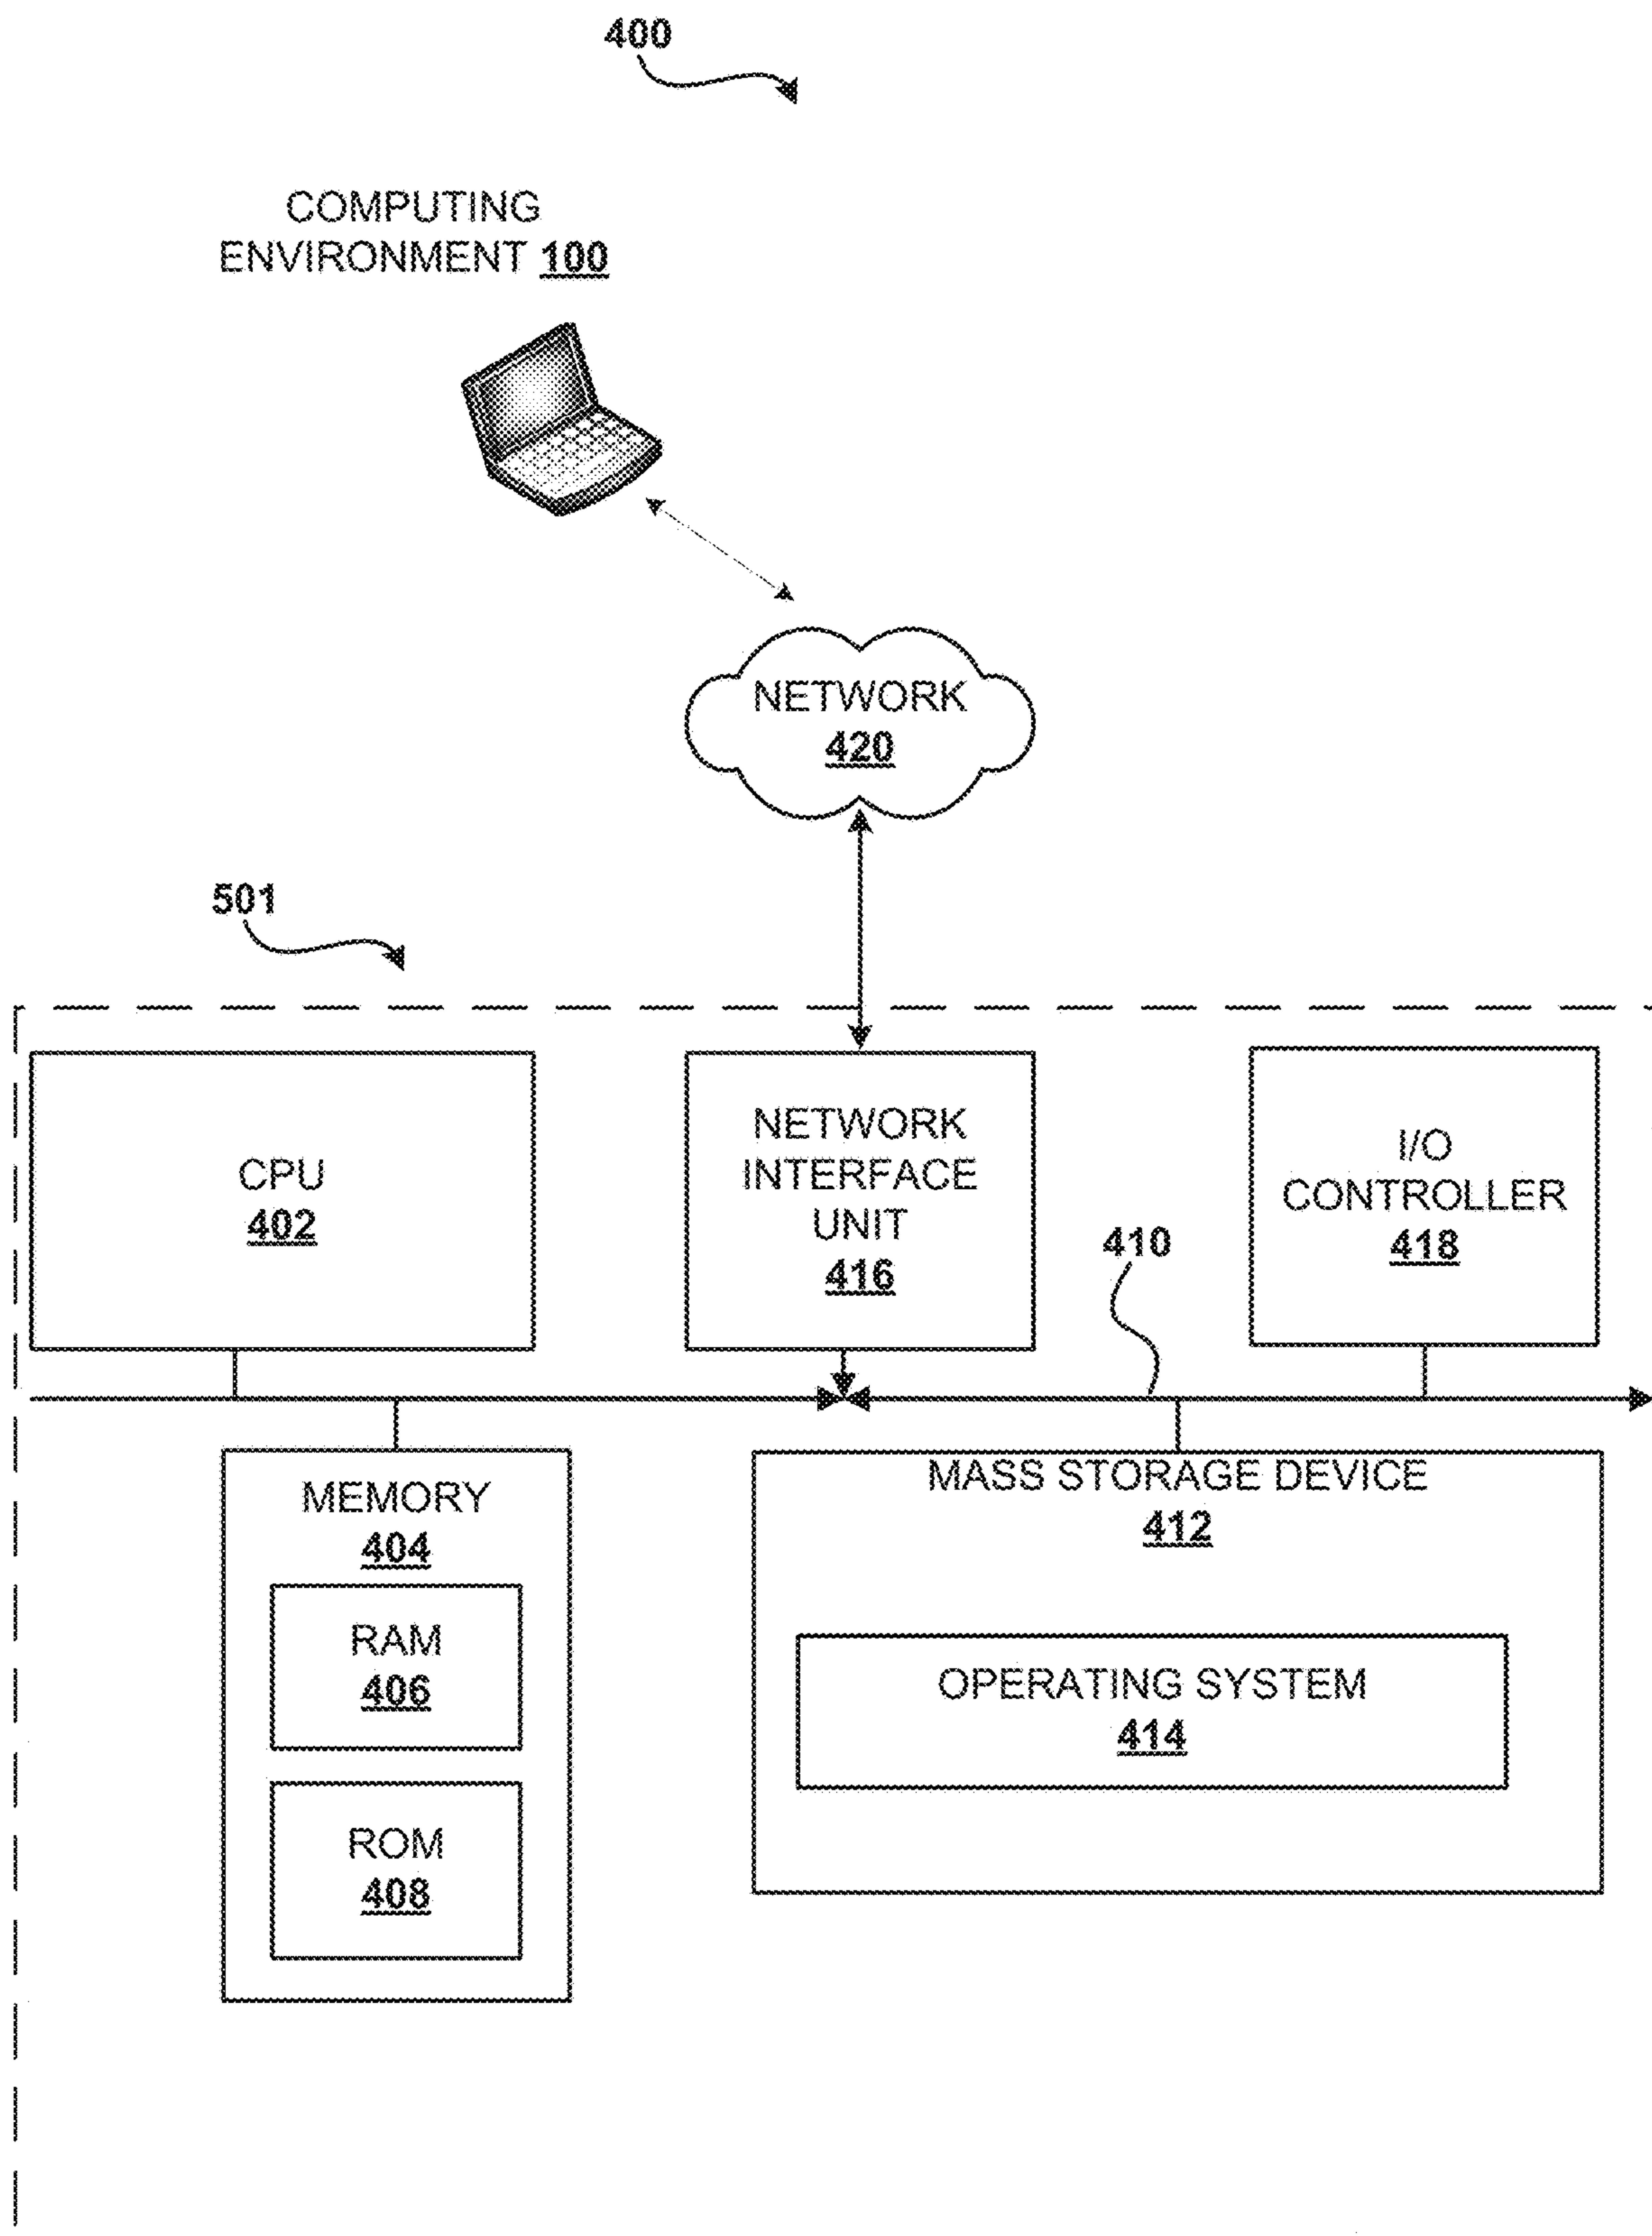 400
COMPUTING
ENVIRONMENT 100
NETWORK
420
501
CPU
402
NETWORK
INTERFACE
UNIT
416
I/O
CONTROLLER
418
410
MEMORY
404
RAM
406
ROM
408
MASS STORAGE DEVICE
412
OPERATING SYSTEM
414